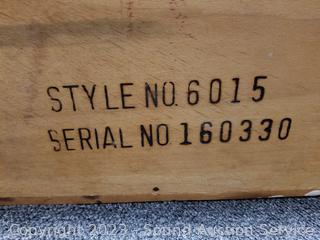 STYLE NO. 6015
SERIAL NO 160330
Copyright 2023 - Sound Auction Service